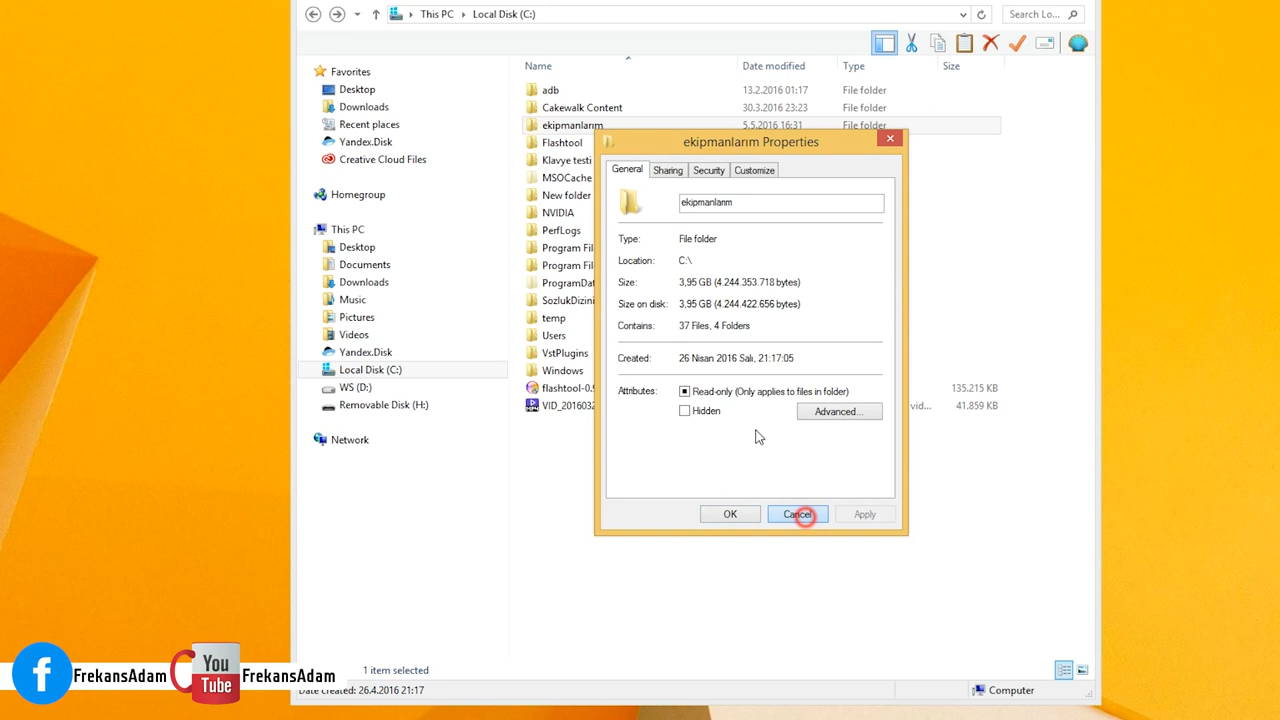 This PC
Local Disk (C:)
Search Lo...
Favorites
Desktop
Downloads
Recent places
Yandex.Disk
Creative Cloud Files
Homegroup
This PC
Desktop
Documents
Downloads
Music
Pictures
Videos
Yandex.Disk
Local Disk (C:)
WS (D:)
Removable Disk (H:)
Network
Name
Date modified
Type
Size
adb
13.2.2016 01:17
File folder
Cakewalk Content
30.3.2016 23:23
File folder
ekipmanlarım
5.5.2016 16:31
File folder
Flashtool
Klavye testi
MSOCache
New folder
NVIDIA
PerfLogs
Program Fi
Program Fi
ProgramDat
SozlukDizini
temp
Users
VstPlugins
Windows
flashtool-0.9
135.215 KB
VID_2016032
vid...
41.859 KB
ekipmanlarım Properties
General
Sharing
Security
Customize
ekipmanlarım
Type:
File folder
Location:
C:\
Size:
3,95 GB (4.244.353.718 bytes)
Size on disk:
3,95 GB (4.244.422.656 bytes)
Contains:
37 Files, 4 Folders
Created:
26 Nisan 2016 Salı, 21:17:05
Attributes:
Read-only (Only applies to files in folder)
Hidden
Advanced...
OK
Cancel
Apply
1 item selected
Date created: 26.4.2016 21:17
Computer
f
FrekansAdam
You
Tube
FrekansAdam